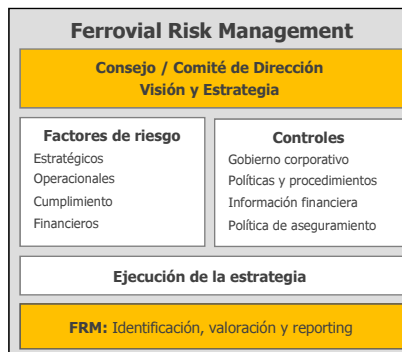 Ferrovial Risk Management
Consejo / Comité de Dirección
Visión y Estrategia
Factores de riesgo
Estratégicos
Operacionales
Cumplimiento
Financieros
Controles
Gobierno corporativo
Políticas y procedimientos
Información financiera
Política de aseguramiento
Ejecución de la estrategia
FRM: Identificación, valoración y reporting